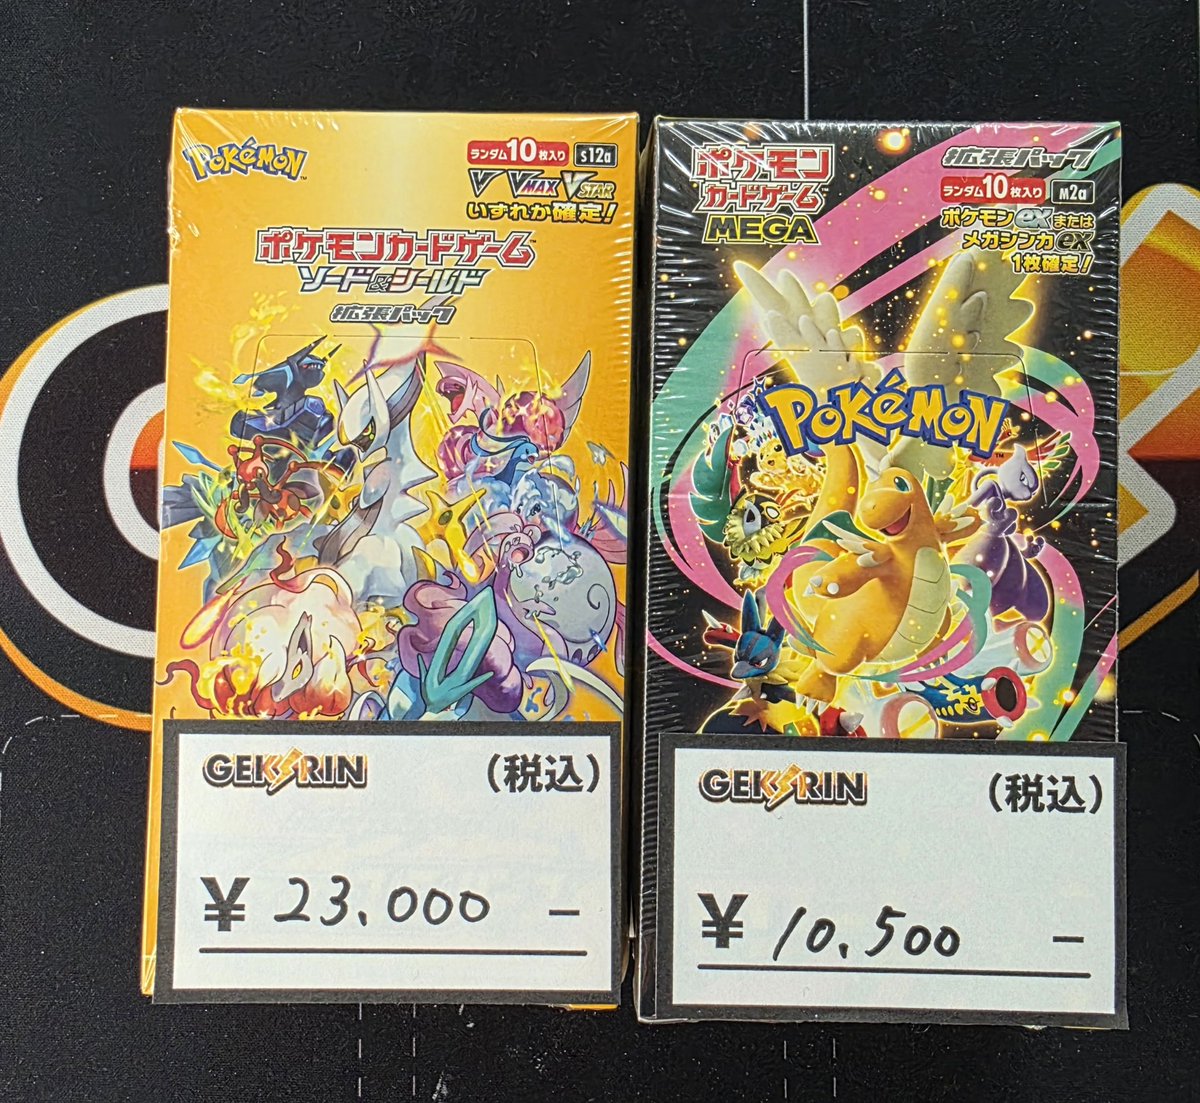 Pokémon
ランダム10枚入り S12a
V VMAX VSTAR
いずれか確定!
ポケモンカードゲーム
ソード&シールド
拡張パック
GEKIRIN (税込)
¥ 23.000 –
ポケモン
カードゲーム
MEGA
拡張パック
ランダム10枚入り M2a
ポケモンexまたは
メガシンカex
1枚確定!
Pokémon
GEKIRIN (税込)
¥ 10.500 –